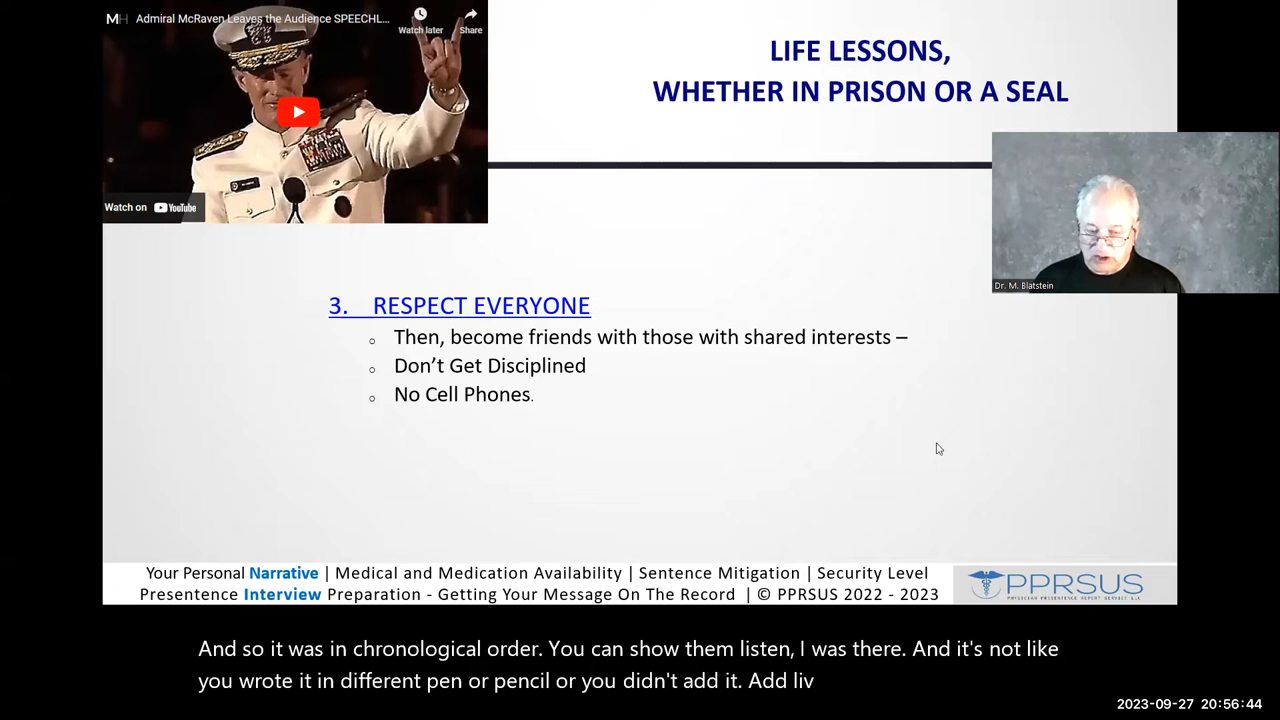 Admiral McRaven Leaves the Audience SPEECHL...
Watch later
Share
Watch on YouTube
LIFE LESSONS,
WHETHER IN PRISON OR A SEAL
Dr. M. Blatstein
3. RESPECT EVERYONE
Then, become friends with those with shared interests –
Don’t Get Disciplined
No Cell Phones.
Your Personal Narrative | Medical and Medication Availability | Sentence Mitigation | Security Level
Presentence Interview Preparation - Getting Your Message On The Record | © PPRSUS 2022 - 2023
PPRSUS
PHYSICIAN PRESENTENCE REPORT SERVICE LLC
And so it was in chronological order. You can show them listen, I was there. And it's not like
you wrote it in different pen or pencil or you didn't add it. Add liv
2023-09-27 20:56:44